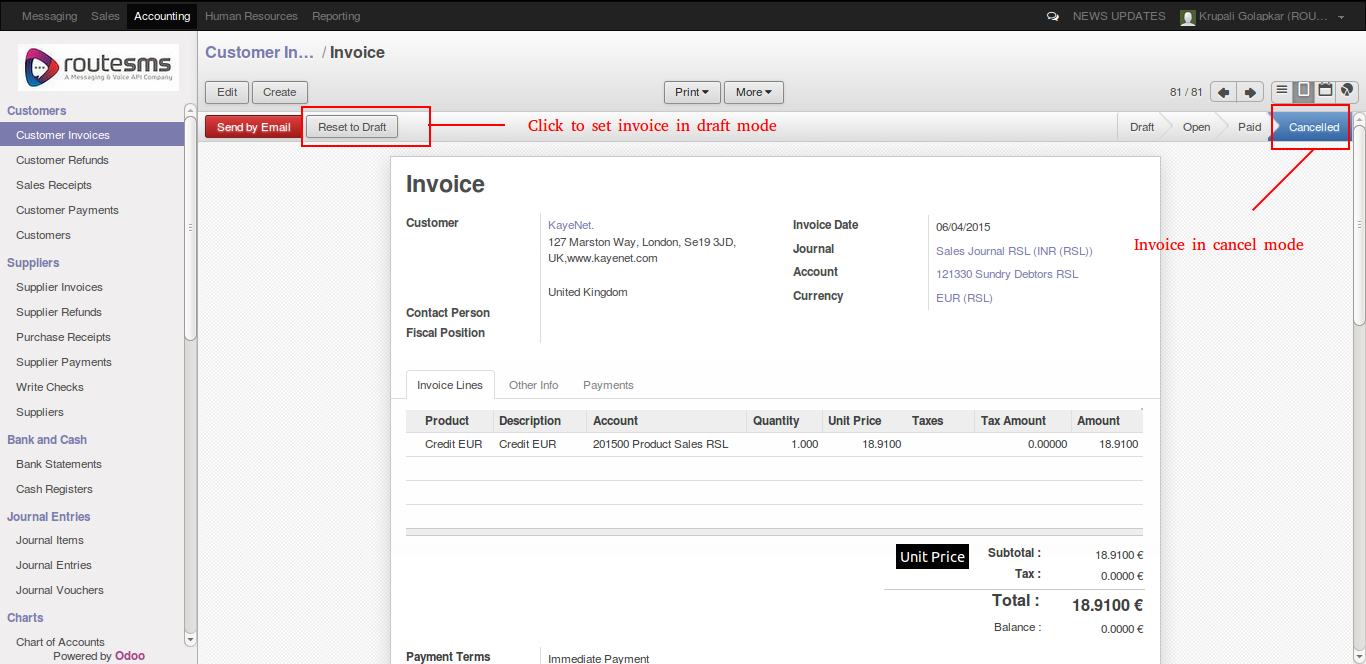 Messaging Sales Accounting Human Resources Reporting NEWS UPDATES Krupali Golapkar (ROU...
routesms
A Messaging & Voice API Company
Customers
Customer Invoices
Customer Refunds
Sales Receipts
Customer Payments
Customers
Suppliers
Supplier Invoices
Supplier Refunds
Purchase Receipts
Supplier Payments
Write Checks
Suppliers
Bank and Cash
Bank Statements
Cash Registers
Journal Entries
Journal Items
Journal Entries
Journal Vouchers
Charts
Chart of Accounts
Powered by Odoo
Customer In... / Invoice
Edit Create Print More 81 / 81
Send by Email Reset to Draft Click to set invoice in draft mode Draft Open Paid Cancelled
Invoice in cancel mode
Invoice
Customer KayeNet.
127 Marston Way, London, Se19 3JD,
UK,www.kayenet.com
United Kingdom
Contact Person
Fiscal Position
Invoice Date 06/04/2015
Journal Sales Journal RSL (INR (RSL))
Account 121330 Sundry Debtors RSL
Currency EUR (RSL)
Invoice Lines Other Info Payments
Product Description Account Quantity Unit Price Taxes Tax Amount Amount
Credit EUR Credit EUR 201500 Product Sales RSL 1.000 18.9100 0.00000 18.9100
Unit Price
Subtotal : 18.9100 €
Tax : 0.0000 €
Total : 18.9100 €
Balance : 0.0000 €
Payment Terms Immediate Payment